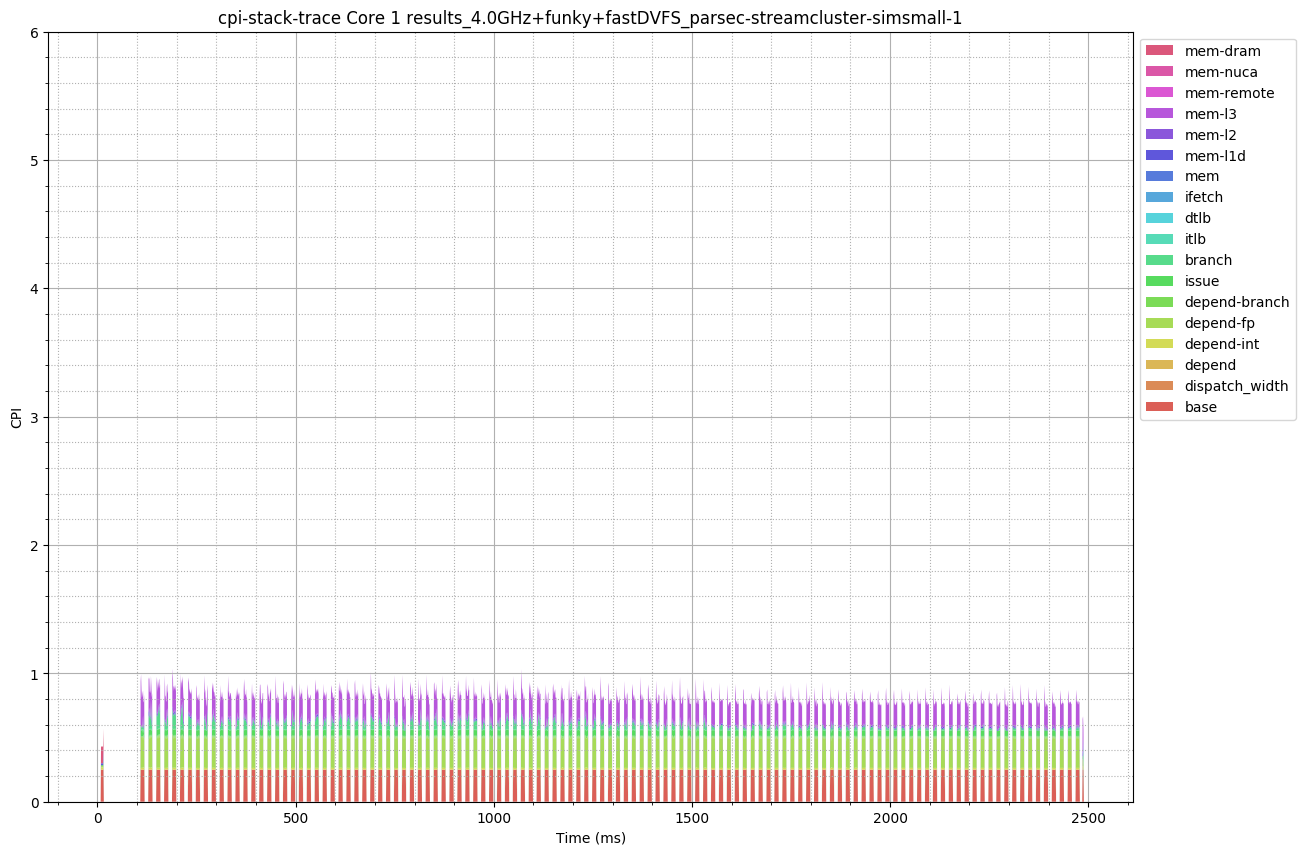 cpi-stack-trace Core 1 results_4.0GHz+funky+fastDVFS_parsec-streamcluster-simsmall-1
6
5
4
3
2
1
0
CPI
0
500
1000
1500
2000
2500
Time (ms)
mem-dram
mem-nuca
mem-remote
mem-l3
mem-l2
mem-l1d
mem
ifetch
dtlb
itlb
branch
issue
depend-branch
depend-fp
depend-int
depend
dispatch_width
base